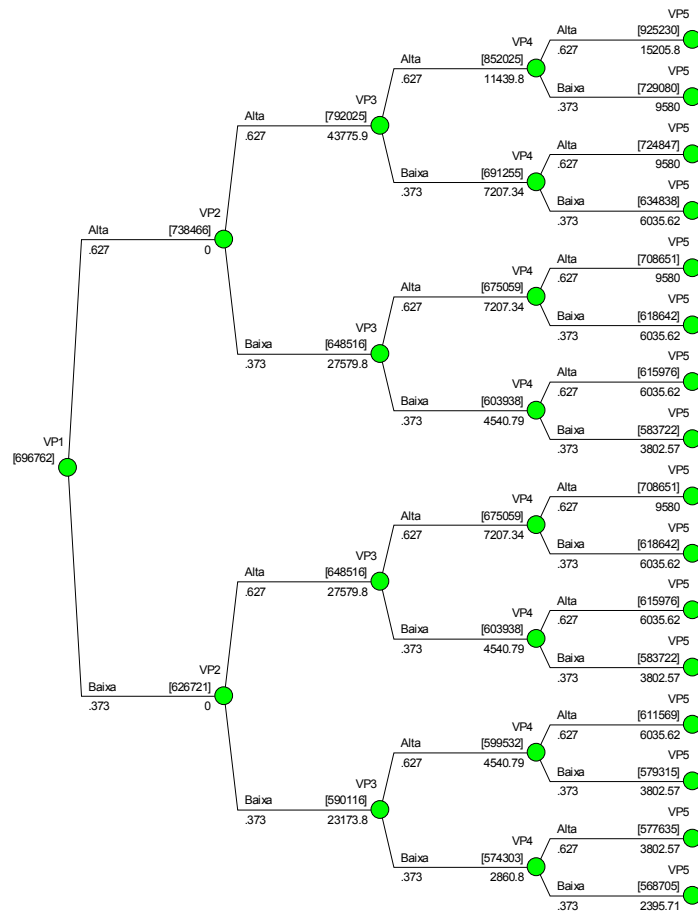 VP5
Alta [925230]
.627 15205.8
VP4
Alta [852025]
.627 11439.8
VP5
Baixa [729080]
.373 9580
VP3
Alta [792025]
.627 43775.9
VP5
Alta [724847]
.627 9580
VP4
Baixa [691255]
.373 7207.34
VP5
Baixa [634838]
.373 6035.62
VP2
Alta [738466]
.627 0
VP5
Alta [708651]
.627 9580
VP4
Alta [675059]
.627 7207.34
VP5
Baixa [618642]
.373 6035.62
VP3
Baixa [648516]
.373 27579.8
VP5
Alta [615976]
.627 6035.62
VP4
Baixa [603938]
.373 4540.79
VP5
Baixa [583722]
.373 3802.57
VP1
[696762]
VP5
Alta [708651]
.627 9580
VP4
Alta [675059]
.627 7207.34
VP5
Baixa [618642]
.373 6035.62
VP3
Alta [648516]
.627 27579.8
VP5
Alta [615976]
.627 6035.62
VP4
Baixa [603938]
.373 4540.79
VP5
Baixa [583722]
.373 3802.57
VP2
Baixa [626721]
.373 0
VP5
Alta [611569]
.627 6035.62
VP4
Alta [599532]
.627 4540.79
VP5
Baixa [579315]
.373 3802.57
VP3
Baixa [590116]
.373 23173.8
VP5
Alta [577635]
.627 3802.57
VP4
Baixa [574303]
.373 2860.8
VP5
Baixa [568705]
.373 2395.71